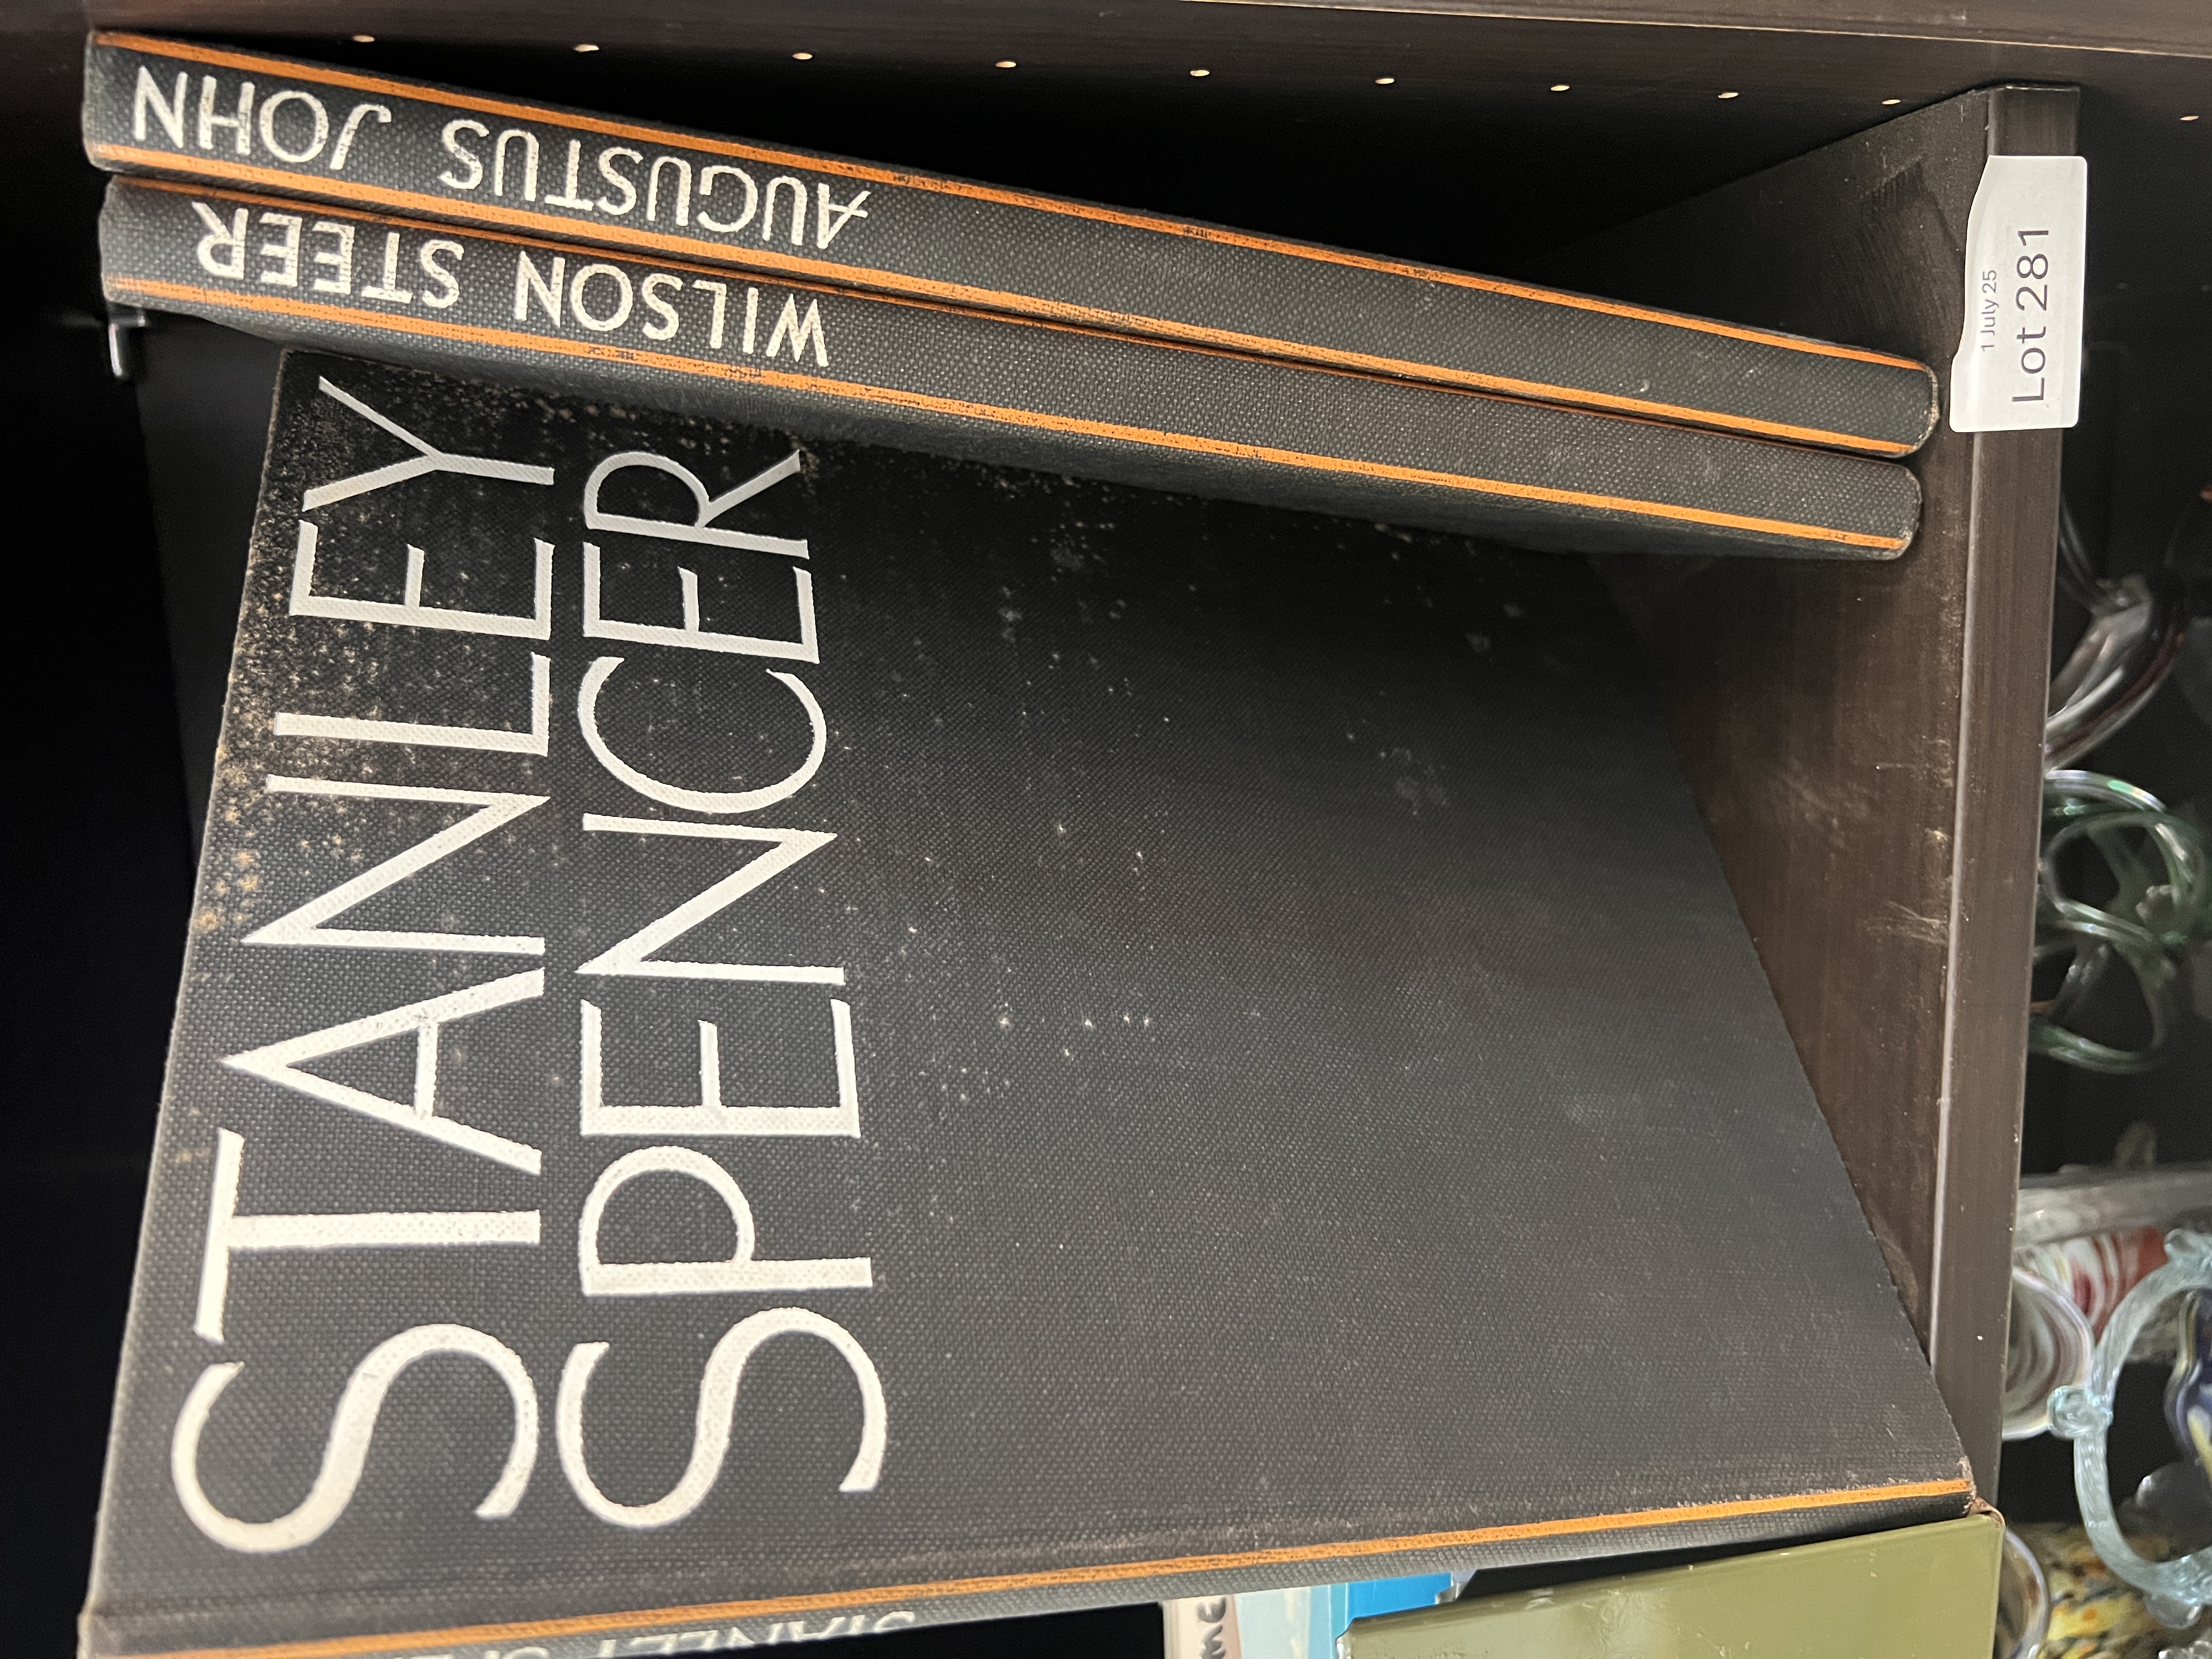 AUGUSTUS JOHN
WILSON STEER
STANLEY
SPENCER
1 July 25
Lot 281